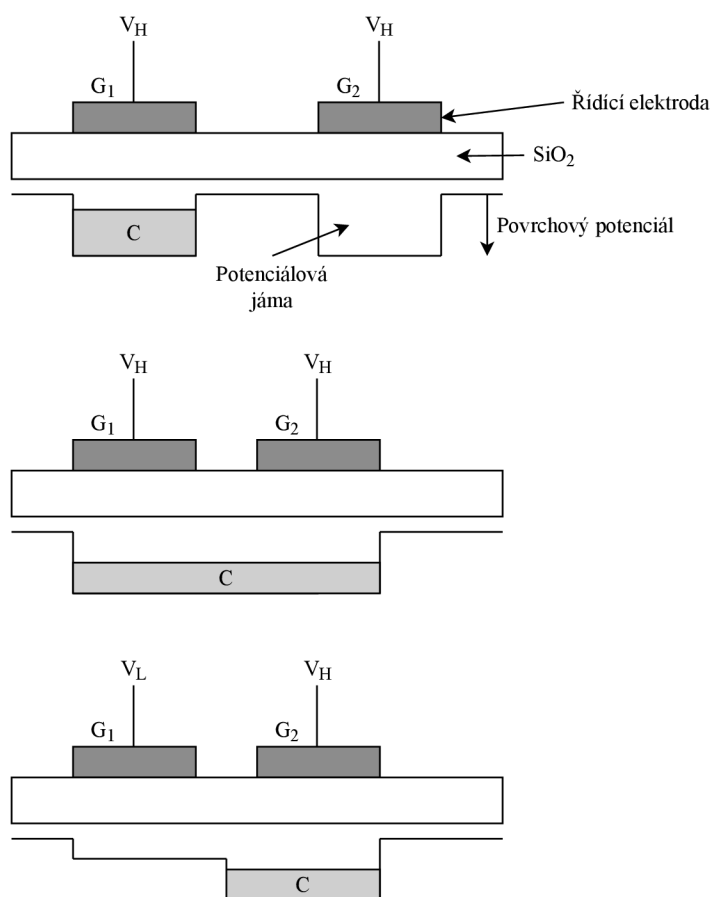 V_H V_H
G_1 G_2
Řídící elektroda
SiO_2
C
Povrchový potenciál
Potenciálová
jáma
V_H V_H
G_1 G_2
C
V_L V_H
G_1 G_2
C